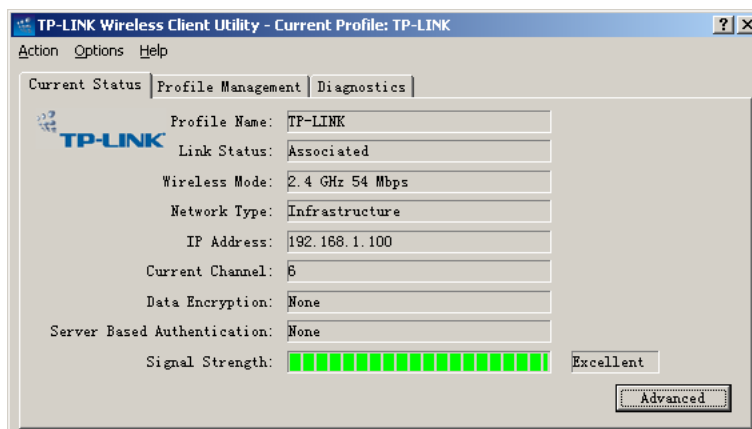 TP-LINK Wireless Client Utility - Current Profile: TP-LINK ? X
Action Options Help
Current Status Profile Management Diagnostics
TP-LINK
Profile Name: TP-LINK
Link Status: Associated
Wireless Mode: 2.4 GHz 54 Mbps
Network Type: Infrastructure
IP Address: 192.168.1.100
Current Channel: 6
Data Encryption: None
Server Based Authentication: None
Signal Strength: Excellent
Advanced